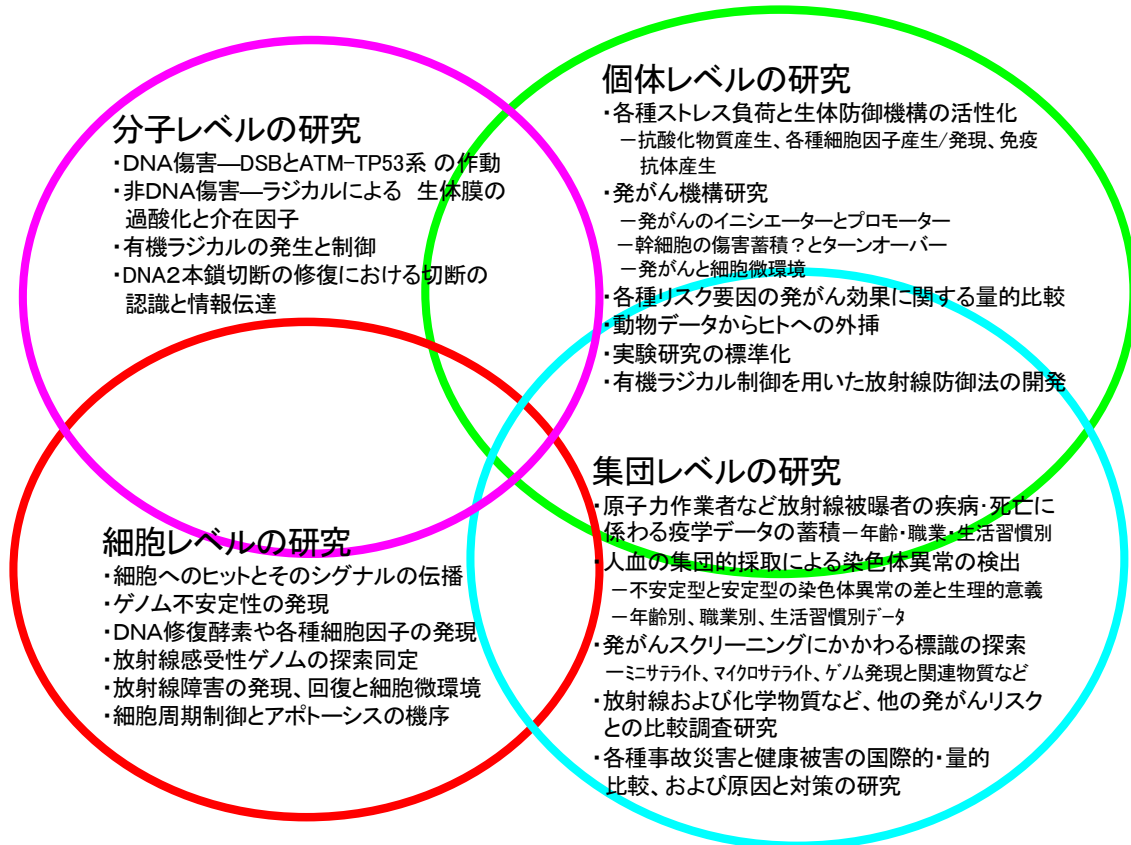 分子レベルの研究
・DNA傷害―DSBとATM-TP53系 の作動
・非DNA傷害―ラジカルによる 生体膜の
過酸化と介在因子
・有機ラジカルの発生と制御
・DNA2本鎖切断の修復における切断の
認識と情報伝達
個体レベルの研究
・各種ストレス負荷と生体防御機構の活性化
－抗酸化物質産生、各種細胞因子産生/発現、免疫
抗体産生
・発がん機構研究
－発がんのイニシエーターとプロモーター
－幹細胞の傷害蓄積？とターンオーバー
－発がんと細胞微環境
・各種リスク要因の発がん効果に関する量的比較
・動物データからヒトへの外挿
・実験研究の標準化
・有機ラジカル制御を用いた放射線防御法の開発
細胞レベルの研究
・細胞へのヒットとそのシグナルの伝播
・ゲノム不安定性の発現
・DNA修復酵素や各種細胞因子の発現
・放射線感受性ゲノムの探索同定
・放射線障害の発現、回復と細胞微環境
・細胞周期制御とアポトーシスの機序
集団レベルの研究
・原子力作業者など放射線被曝者の疾病・死亡に
係わる疫学データの蓄積－年齢・職業・生活習慣別
・人血の集団的採取による染色体異常の検出
－不安定型と安定型の染色体異常の差と生理的意義
－年齢別、職業別、生活習慣別ﾃﾞｰﾀ
・発がんスクリーニングにかかわる標識の探索
－ﾐﾆｻﾃﾗｲﾄ、ﾏｲｸﾛｻﾃﾗｲﾄ、ｹﾞﾉﾑ発現と関連物質など
・放射線および化学物質など、他の発がんリスク
との比較調査研究
・各種事故災害と健康被害の国際的・量的
比較、および原因と対策の研究